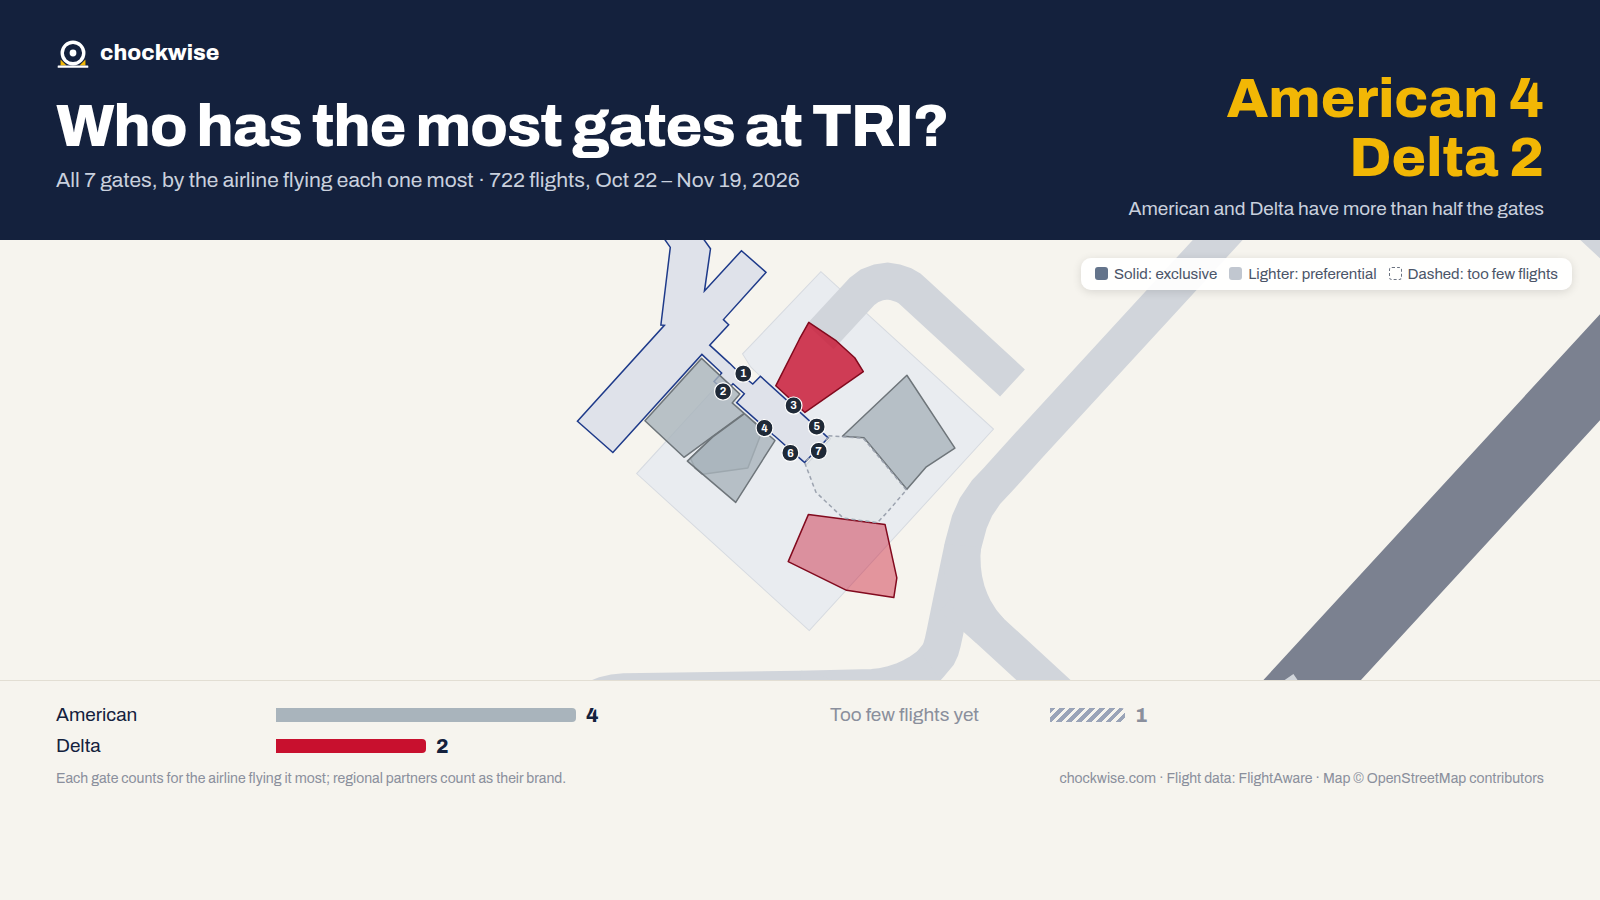 chockwise
Who has the most gates at TRI?
All 7 gates, by the airline flying each one most · 722 flights, Oct 22 – Nov 19, 2026
American 4
Delta 2
American and Delta have more than half the gates
Solid: exclusive Lighter: preferential Dashed: too few flights
1
2
3
4
5
6
7
American 4
Delta 2
Too few flights yet 1
Each gate counts for the airline flying it most; regional partners count as their brand.
chockwise.com · Flight data: FlightAware · Map © OpenStreetMap contributors